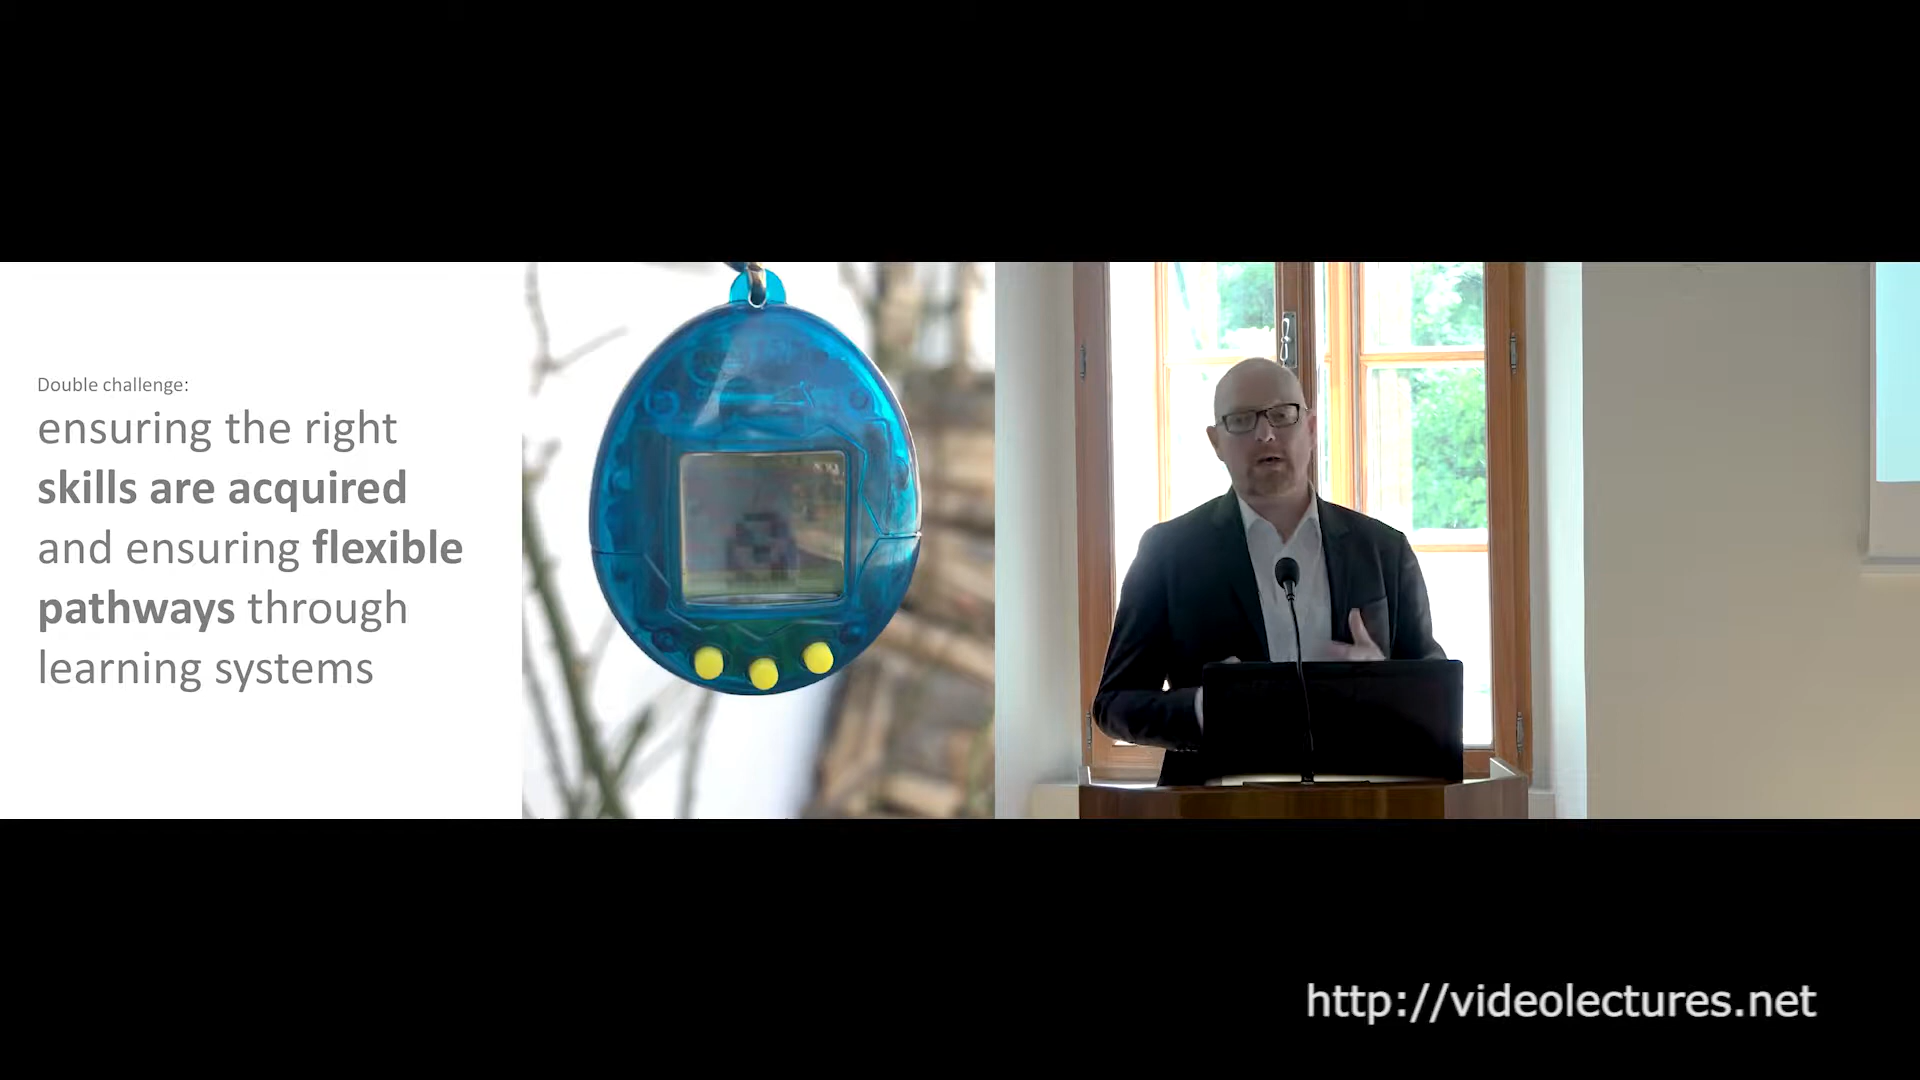 Double challenge:
ensuring the right
skills are acquired
and ensuring flexible
pathways through
learning systems
http://videolectures.net